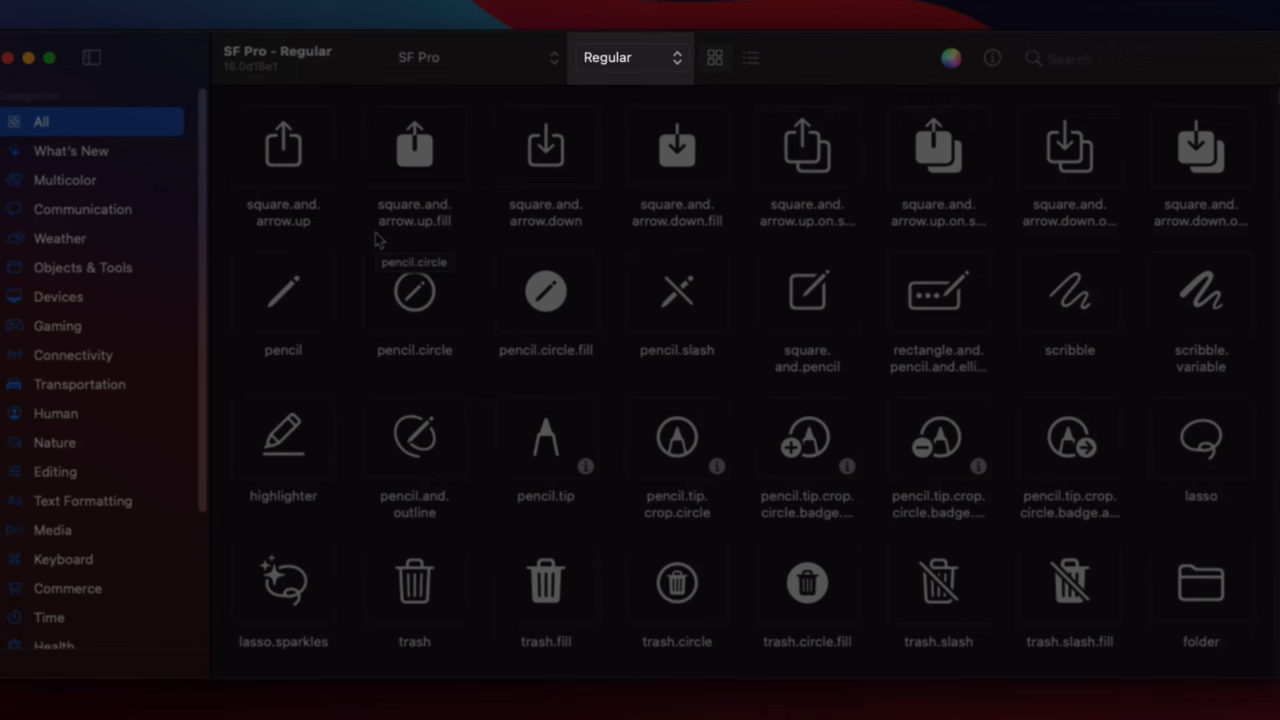 SF Pro - Regular
16.0d18e1
SF Pro
Regular
Search
Categories
All
What's New
Multicolor
Communication
Weather
Objects & Tools
Devices
Gaming
Connectivity
Transportation
Human
Nature
Editing
Text Formatting
Media
Keyboard
Commerce
Time
Health
square.and.
arrow.up
square.and.
arrow.up.fill
square.and.
arrow.down
square.and.
arrow.down.fill
square.and.
arrow.up.on.s...
square.and.
arrow.up.on.s...
square.and.
arrow.down.o...
square.and.
arrow.down.o...
pencil.circle
pencil
pencil.circle
pencil.circle.fill
pencil.slash
square.
and.pencil
rectangle.and.
pencil.and.elli...
scribble
scribble.
variable
highlighter
pencil.and.
outline
pencil.tip
pencil.tip.
crop.circle
pencil.tip.crop.
circle.badge....
pencil.tip.crop.
circle.badge....
pencil.tip.crop.
circle.badge.a...
lasso
lasso.sparkles
trash
trash.fill
trash.circle
trash.circle.fill
trash.slash
trash.slash.fill
folder